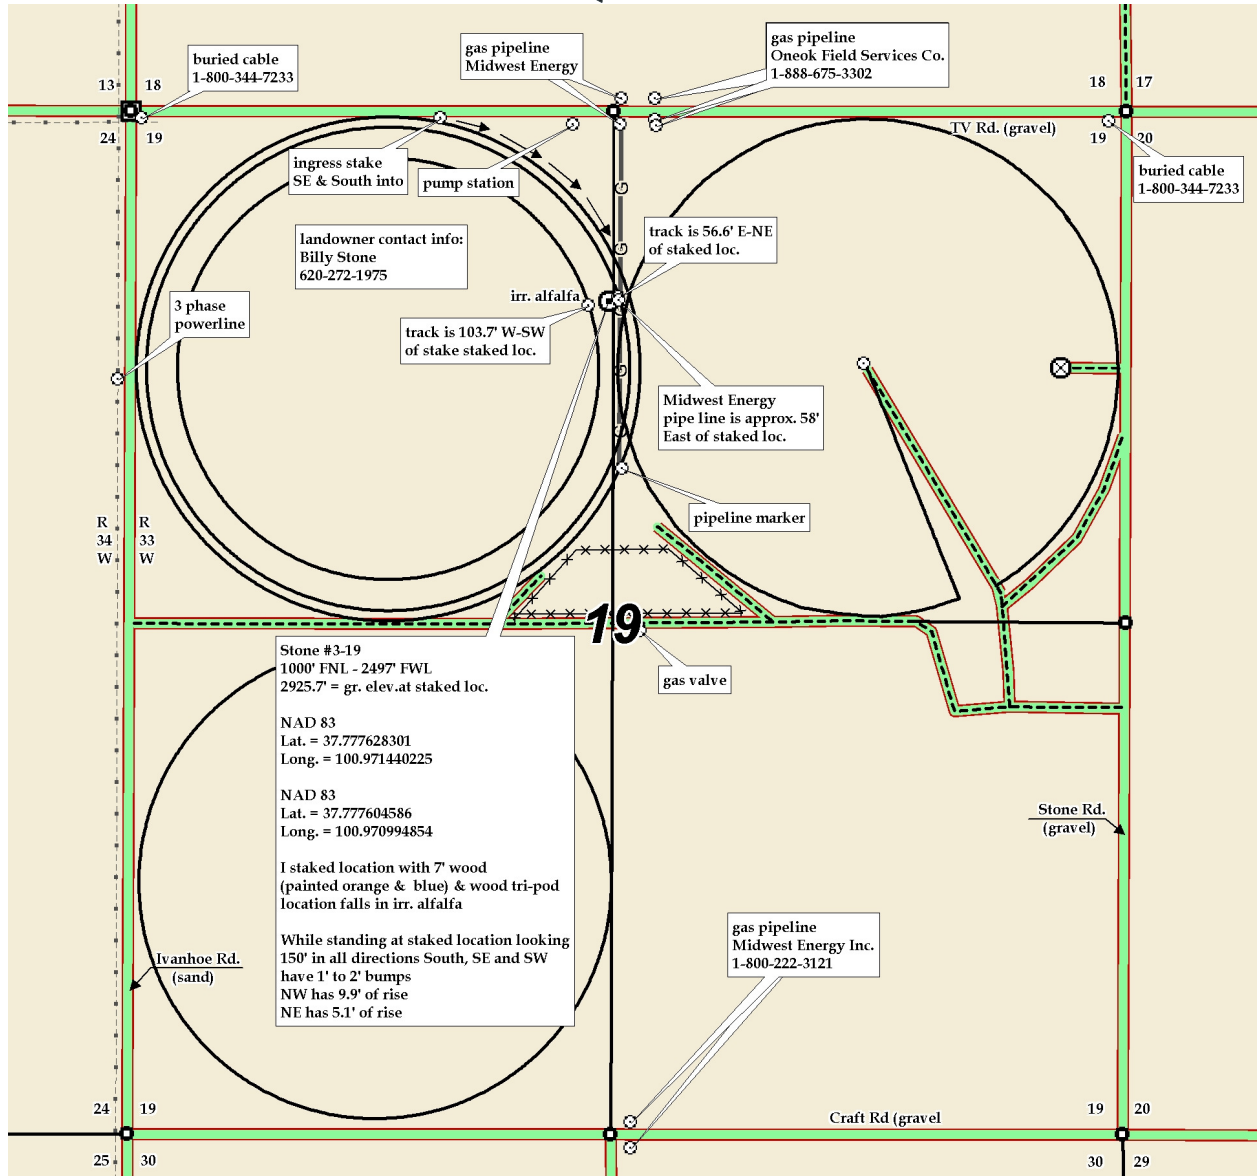 gas pipeline
Midwest Energy
gas pipeline
Oneok Field Services Co.
1-888-675-3302
buried cable
1-800-344-7233
13 18
18 17
24 19
TV Rd. (gravel)
19 20
ingress stake
SE & South into
pump station
buried cable
1-800-344-7233
G
landowner contact info:
Billy Stone
620-272-1975
track is 56.6' E-NE
of staked loc.
G
irr. alfalfa
3 phase
powerline
track is 103.7' W-SW
of stake staked loc.
G
G
Midwest Energy
pipe line is approx. 58'
East of staked loc.
G
pipeline marker
R R
34 33
W W
19
gas valve
Stone #3-19
1000' FNL - 2497' FWL
2925.7' = gr. elev.at staked loc.
NAD 83
Lat. = 37.777628301
Long. = 100.971440225
NAD 83
Lat. = 37.777604586
Long. = 100.970994854
I staked location with 7' wood
(painted orange & blue) & wood tri-pod
location falls in irr. alfalfa
While standing at staked location looking
150' in all directions South, SE and SW
have 1' to 2' bumps
NW has 9.9' of rise
NE has 5.1' of rise
Stone Rd.
(gravel)
Ivanhoe Rd.
(sand)
gas pipeline
Midwest Energy Inc.
1-800-222-3121
24 19
19 20
Craft Rd (gravel
25 30
30 29